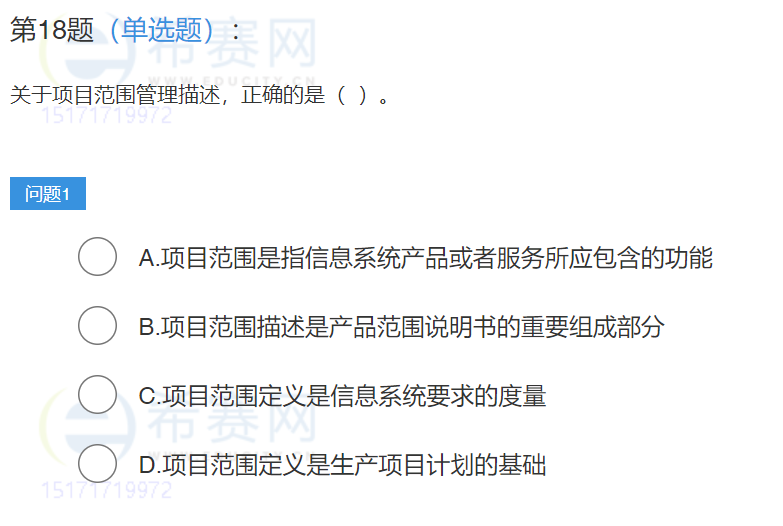 第18题（单选题）：
希赛网
WWW.EDUCITY.CN
关于项目范围管理描述，正确的是（ ）。
15171719972
问题1
A.项目范围是指信息系统产品或者服务所应包含的功能
B.项目范围描述是产品范围说明书的重要组成部分
C.项目范围定义是信息系统要求的度量
希赛网
D.项目范围定义是生产项目计划的基础
15171719972